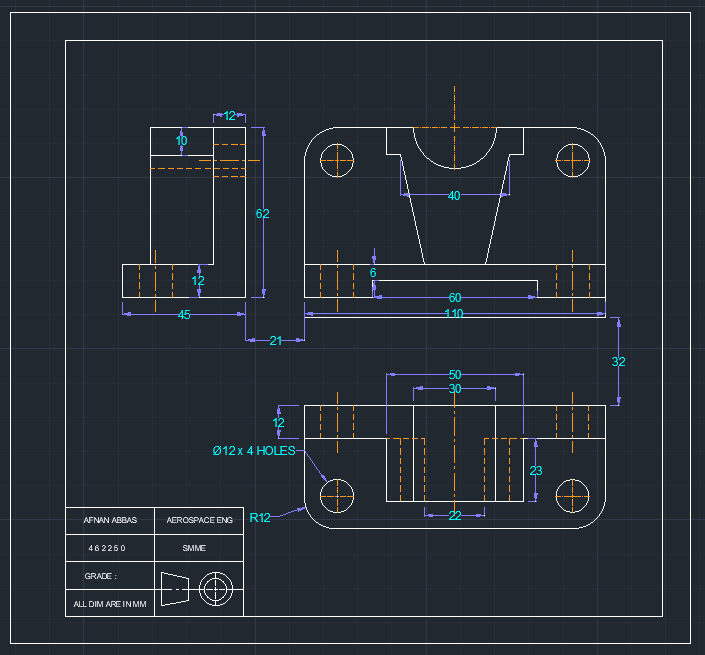 12
10
62
40
12
6
60
45
110
21
32
50
30
12
Ø12 x 4 HOLES
23
R12
22
AFNAN ABBAS
AEROSPACE ENG
4 6 2 2 5 0
SMME
GRADE :
ALL DIM ARE IN MM